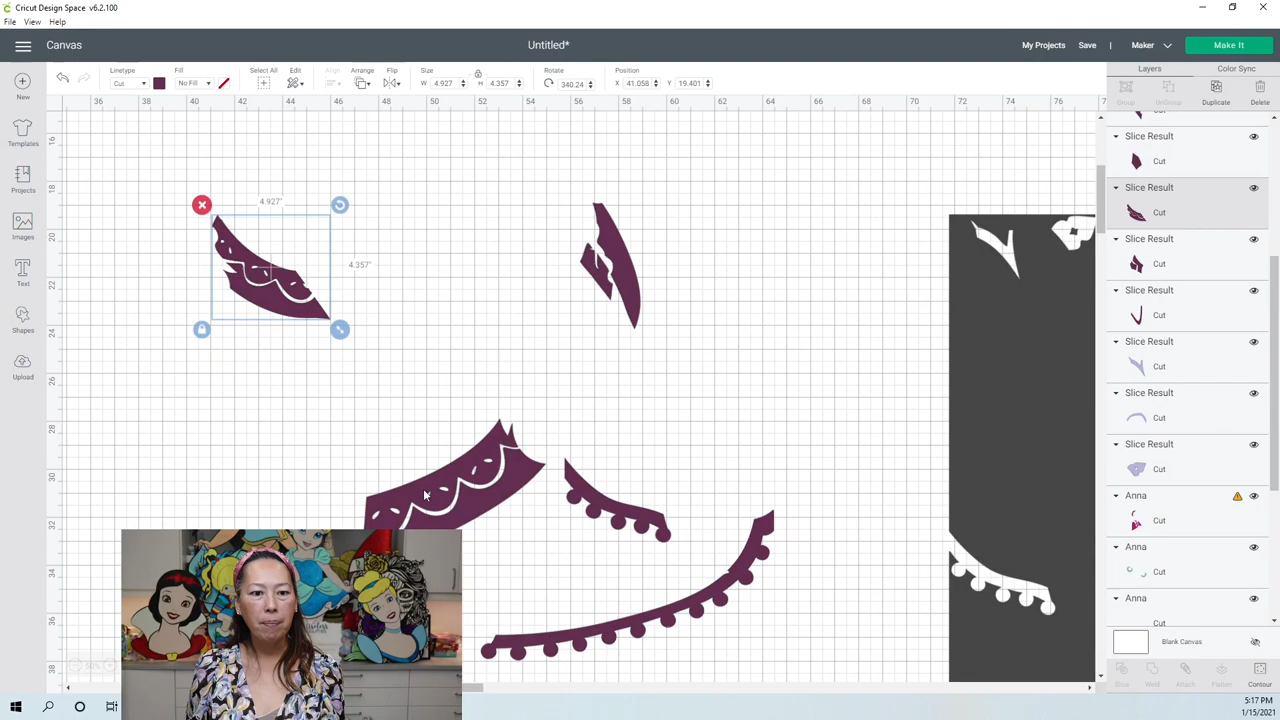 Cricut Design Space v6.2.100
File View Help
Canvas
Untitled*
My Projects Save | Maker Make It
Linetype Fill Select All Edit Align Arrange Flip Size Rotate Position
Cut No Fill W 4.927 H 4.357 340.24 X 41.058 Y 19.401
Layers Color Sync
Group UnGroup Duplicate Delete
36 38 40 42 44 46 48 50 52 54 56 58 60 62 64 70 72 74 76 7
16
18
20
22
24
26
28
30
32
34
36
38
New
Templates
Projects
Images
Text
Shapes
Upload
4.927"
4.357"
Cut
Slice Result
Cut
Slice Result
Cut
Slice Result
Cut
Slice Result
Cut
Slice Result
Cut
Slice Result
Cut
Slice Result
Cut
Anna
Cut
Anna
Cut
Anna
Cut
Blank Canvas
Slice Weld Attach Flatten Contour
50%
5:17 PM
1/15/2021